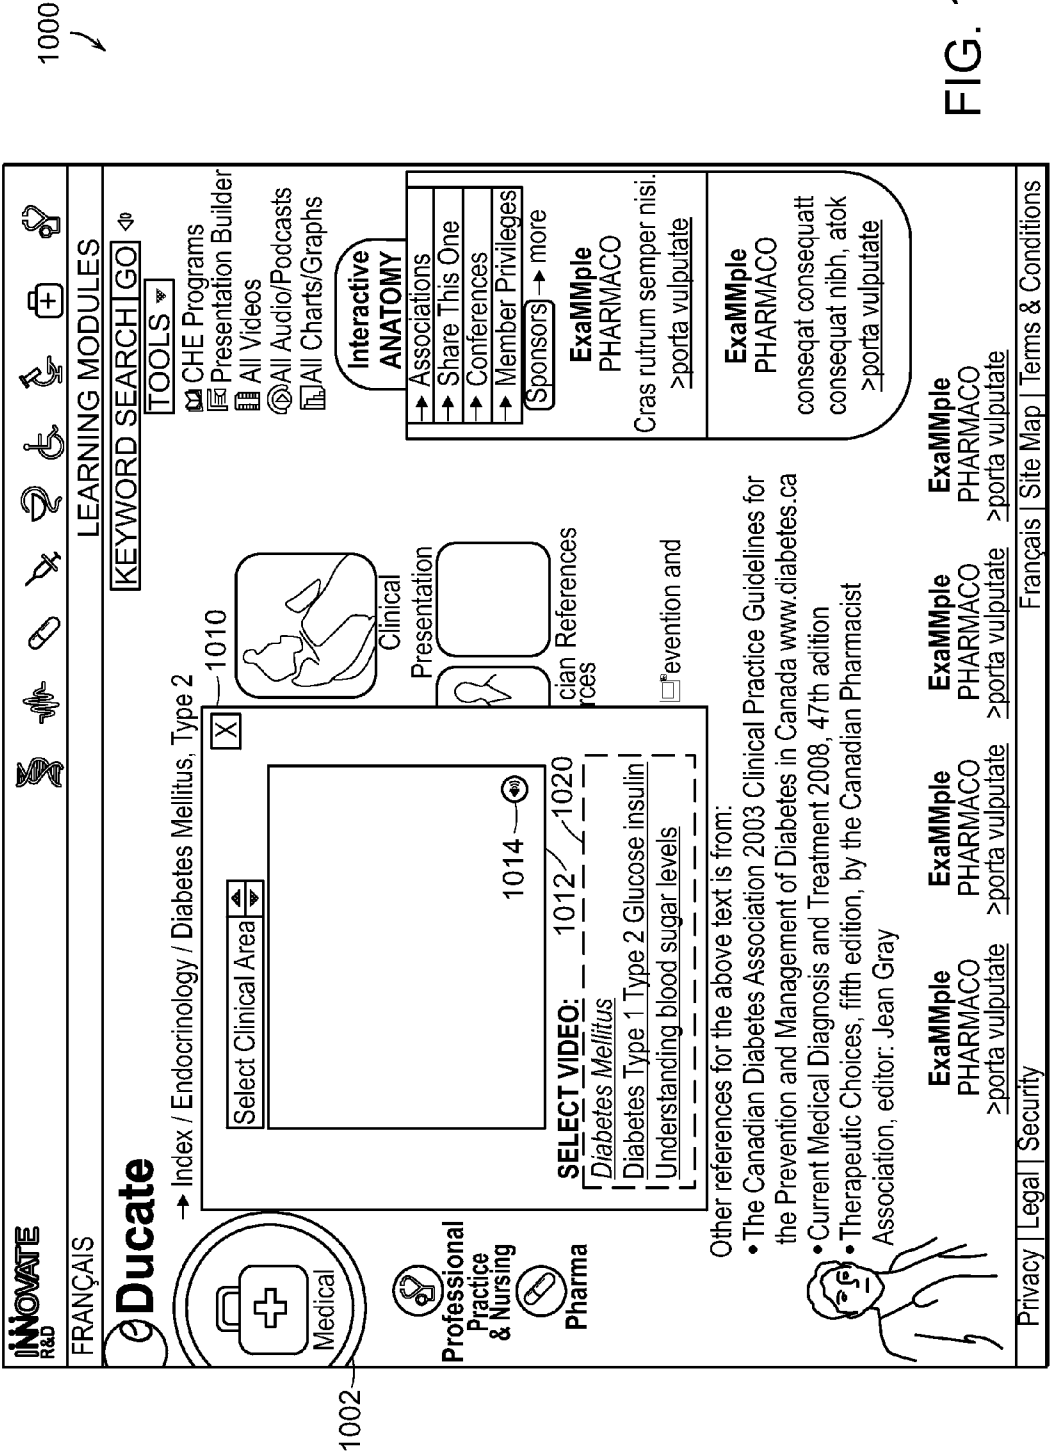 1000
iNNOVATE
R&D
FRANÇAIS
LEARNING MODULES
Ducate
KEYWORD SEARCH GO
→ Index / Endocrinology / Diabetes Mellitus, Type 2
TOOLS
CHE Programs
Presentation Builder
All Videos
All Audio/Podcasts
All Charts/Graphs
1002
Medical
Professional
Practice
& Nursing
Pharma
1010
X
Select Clinical Area
1014
1012
1020
SELECT VIDEO:
Diabetes Mellitus
Diabetes Type 1 Type 2 Glucose insulin
Understanding blood sugar levels
Clinical
Presentation
cian References
rces
evention and
Interactive
ANATOMY
→ Associations
→ Share This One
→ Conferences
→ Member Privileges
Sponsors → more
ExaMMple
PHARMACO
Cras rutrum semper nisi.
>porta vulputate
ExaMMple
PHARMACO
conseqat consequatt
consequat nibh, atok
>porta vulputate
Other references for the above text is from:
• The Canadian Diabetes Association 2003 Clinical Practice Guidelines for
the Prevention and Management of Diabetes in Canada www.diabetes.ca
• Current Medical Diagnosis and Treatment 2008, 47th adition
• Therapeutic Choices, fifth edition, by the Canadian Pharmacist
Association, editor: Jean Gray
ExaMMple
PHARMACO
>porta vulputate
ExaMMple
PHARMACO
>porta vulputate
ExaMMple
PHARMACO
>porta vulputate
ExaMMple
PHARMACO
>porta vulputate
Privacy | Legal | Security
Français | Site Map | Terms & Conditions
FIG.